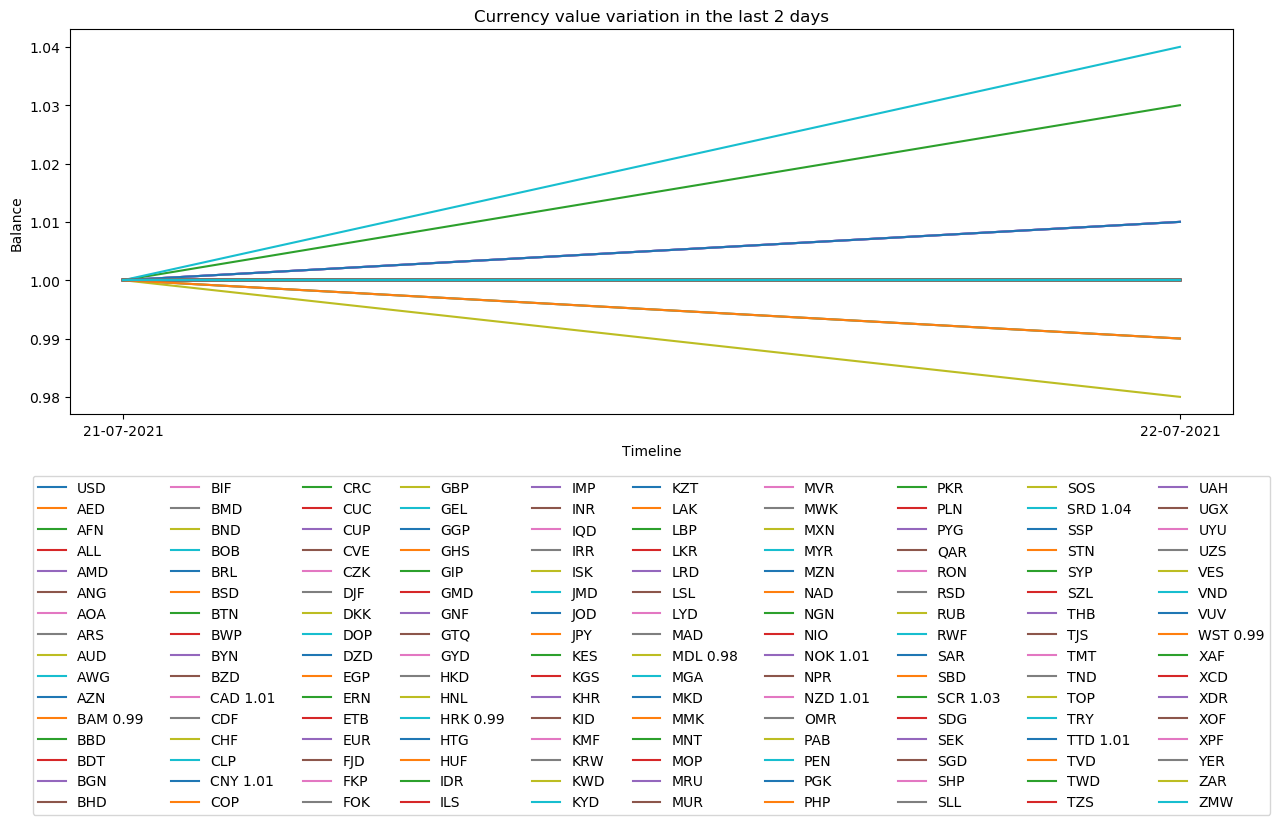 Currency value variation in the last 2 days
1.04
1.03
1.02
1.01
1.00
0.99
0.98
Balance
21-07-2021
22-07-2021
Timeline
USD
AED
AFN
ALL
AMD
ANG
AOA
ARS
AUD
AWG
AZN
BAM 0.99
BBD
BDT
BGN
BHD
BIF
BMD
BND
BOB
BRL
BSD
BTN
BWP
BYN
BZD
CAD 1.01
CDF
CHF
CLP
CNY 1.01
COP
CRC
CUC
CUP
CVE
CZK
DJF
DKK
DOP
DZD
EGP
ERN
ETB
EUR
FJD
FKP
FOK
GBP
GEL
GGP
GHS
GIP
GMD
GNF
GTQ
GYD
HKD
HNL
HRK 0.99
HTG
HUF
IDR
ILS
IMP
INR
IQD
IRR
ISK
JMD
JOD
JPY
KES
KGS
KHR
KID
KMF
KRW
KWD
KYD
KZT
LAK
LBP
LKR
LRD
LSL
LYD
MAD
MDL 0.98
MGA
MKD
MMK
MNT
MOP
MRU
MUR
MVR
MWK
MXN
MYR
MZN
NAD
NGN
NIO
NOK 1.01
NPR
NZD 1.01
OMR
PAB
PEN
PGK
PHP
PKR
PLN
PYG
QAR
RON
RSD
RUB
RWF
SAR
SBD
SCR 1.03
SDG
SEK
SGD
SHP
SLL
SOS
SRD 1.04
SSP
STN
SYP
SZL
THB
TJS
TMT
TND
TOP
TRY
TTD 1.01
TVD
TWD
TZS
UAH
UGX
UYU
UZS
VES
VND
VUV
WST 0.99
XAF
XCD
XDR
XOF
XPF
YER
ZAR
ZMW